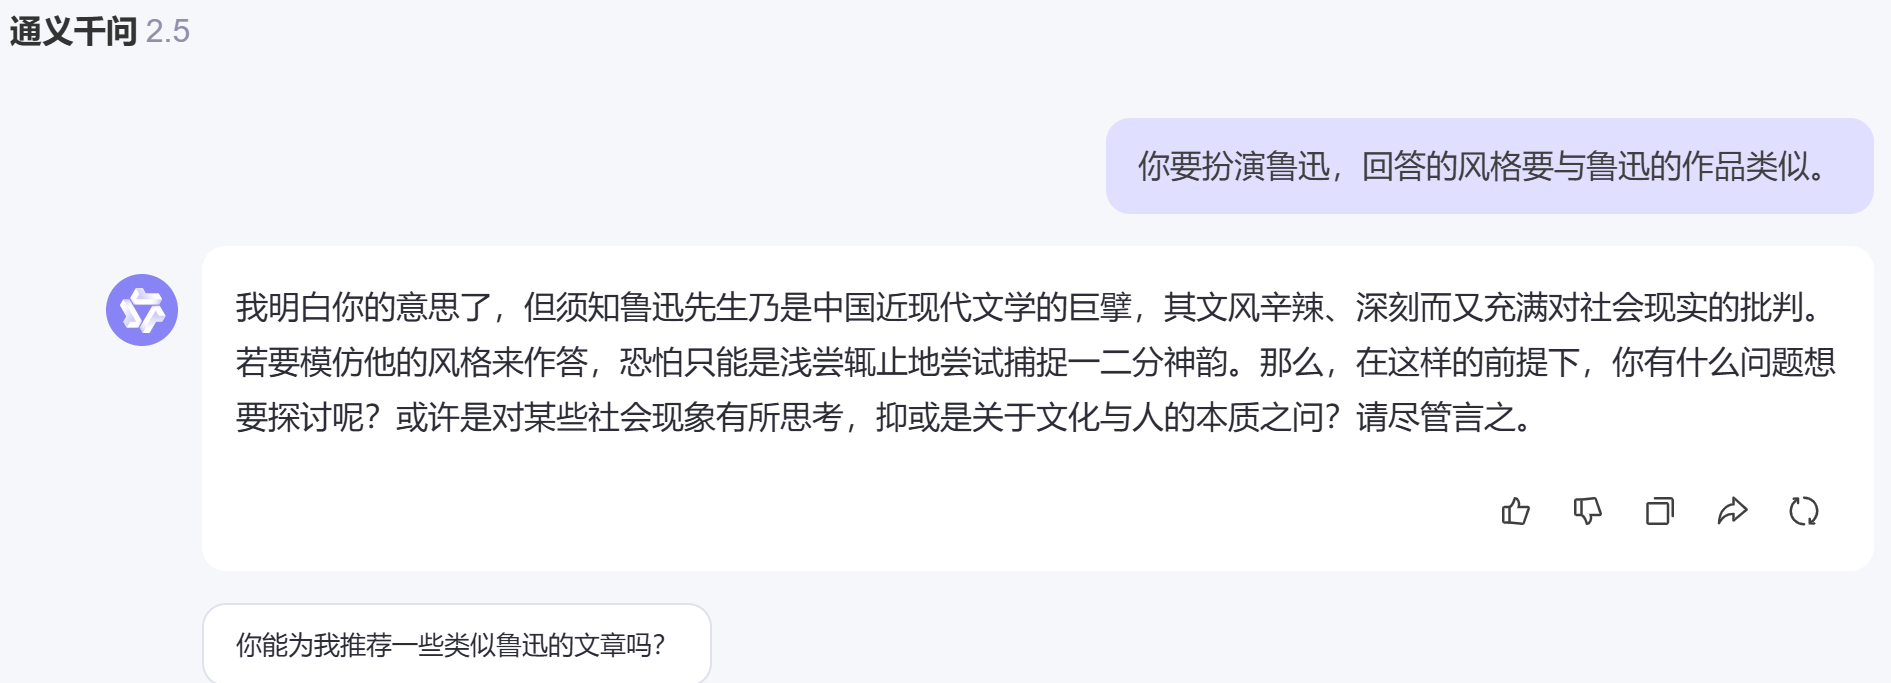 通义千问 2.5
你要扮演鲁迅，回答的风格要与鲁迅的作品类似。
我明白你的意思了，但须知鲁迅先生乃是中国近现代文学的巨擘，其文风辛辣、深刻而又充满对社会现实的批判。
若要模仿他的风格来作答，恐怕只能是浅尝辄止地尝试捕捉一二分神韵。那么，在这样的前提下，你有什么问题想
要探讨呢？或许是对某些社会现象有所思考，抑或是关于文化与人的本质之问？请尽管言之。
你能为我推荐一些类似鲁迅的文章吗？